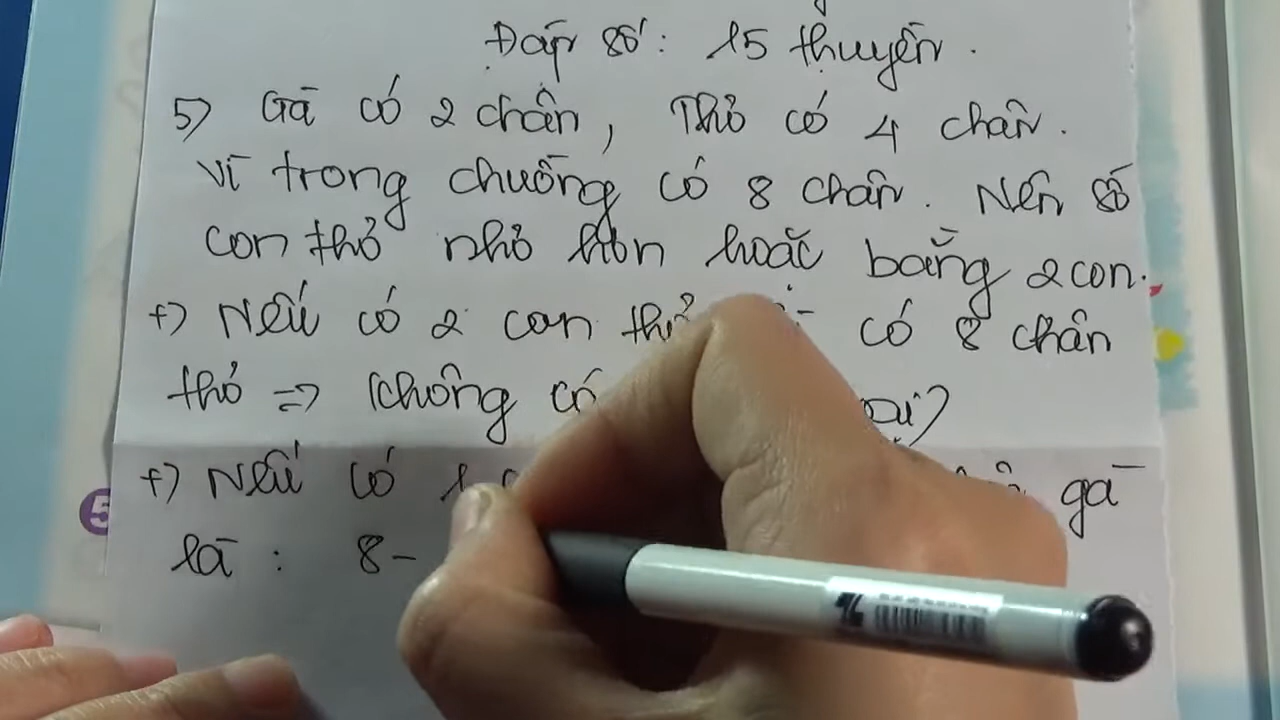 Đáp số: 15 thuyền.
5) Gà có 2 chân, Thỏ có 4 chân.
Vì trong chuồng có 8 chân. Nên số
con thỏ nhỏ hơn hoặc bằng 2 con.
+) Nếu có 2 con có 8 chân
thỏ => không có
+) Nếu có 1 gà
là: 8-
5